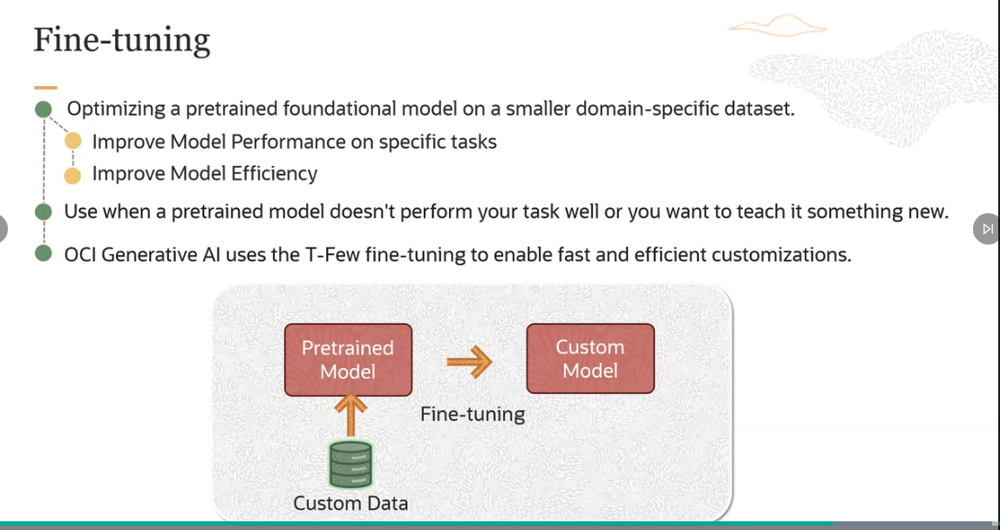 Fine-tuning
Optimizing a pretrained foundational model on a smaller domain-specific dataset.
Improve Model Performance on specific tasks
Improve Model Efficiency
Use when a pretrained model doesn't perform your task well or you want to teach it something new.
OCI Generative AI uses the T-Few fine-tuning to enable fast and efficient customizations.
Pretrained
Model
Custom
Model
Fine-tuning
Custom Data